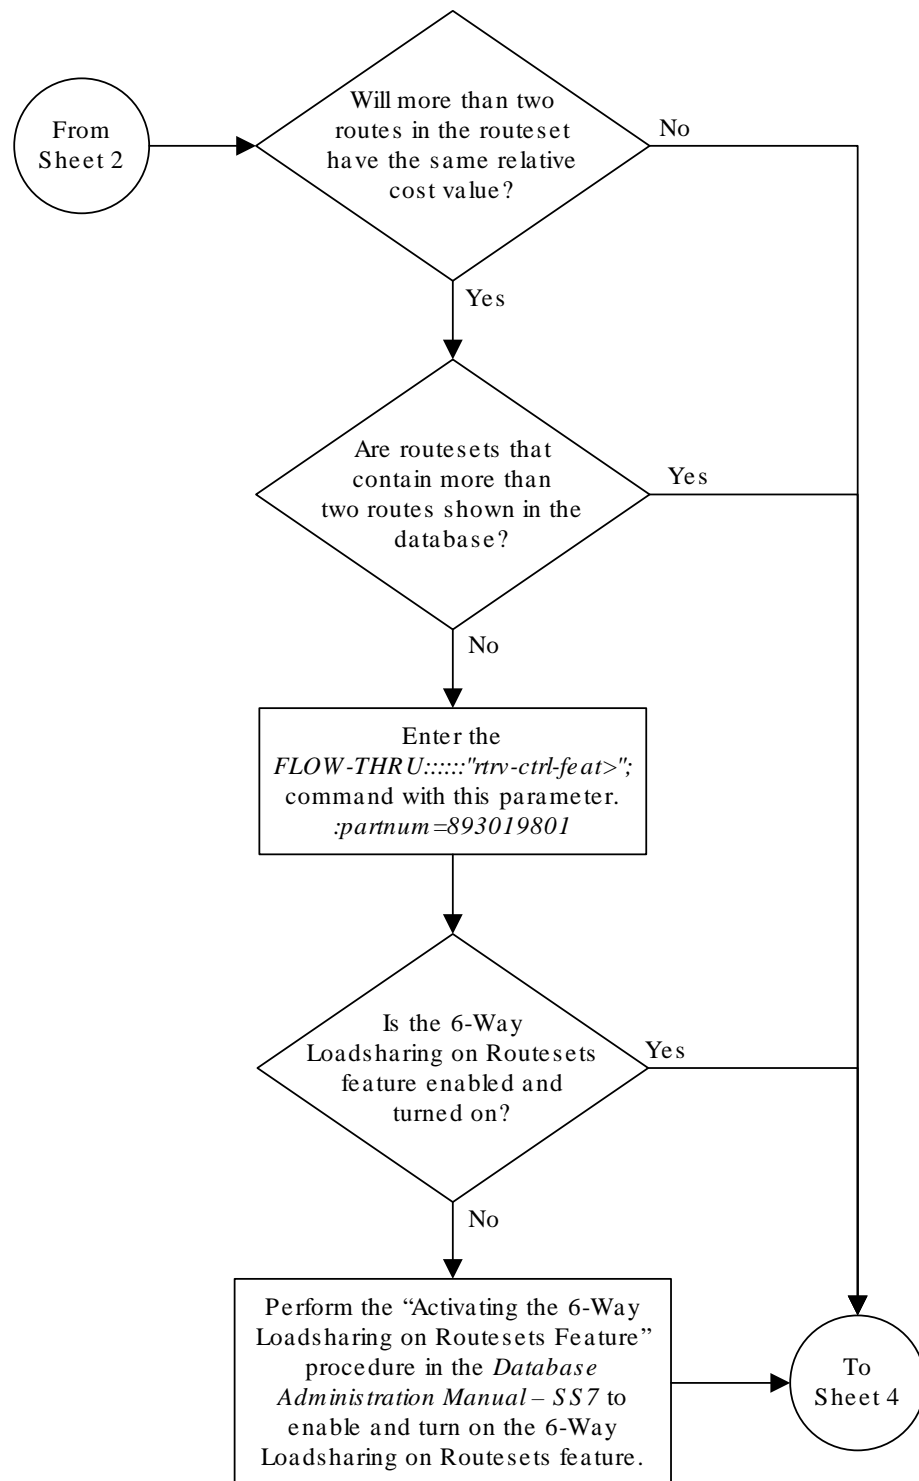 From
Sheet 2
Will more than two
routes in the routeset
have the same relative
cost value?
No
Yes
Are routesets that
contain more than
two routes shown in the
database?
Yes
No
Enter the
FLOW-THRU::::::"rtrv-ctrl-feat>";
command with this parameter.
:partnum=893019801
Is the 6-Way
Loadsharing on Routesets
feature enabled and
turned on?
Yes
No
Perform the “Activating the 6-Way
Loadsharing on Routesets Feature”
procedure in the Database
Administration Manual – SS7 to
enable and turn on the 6-Way
Loadsharing on Routesets feature.
To
Sheet 4